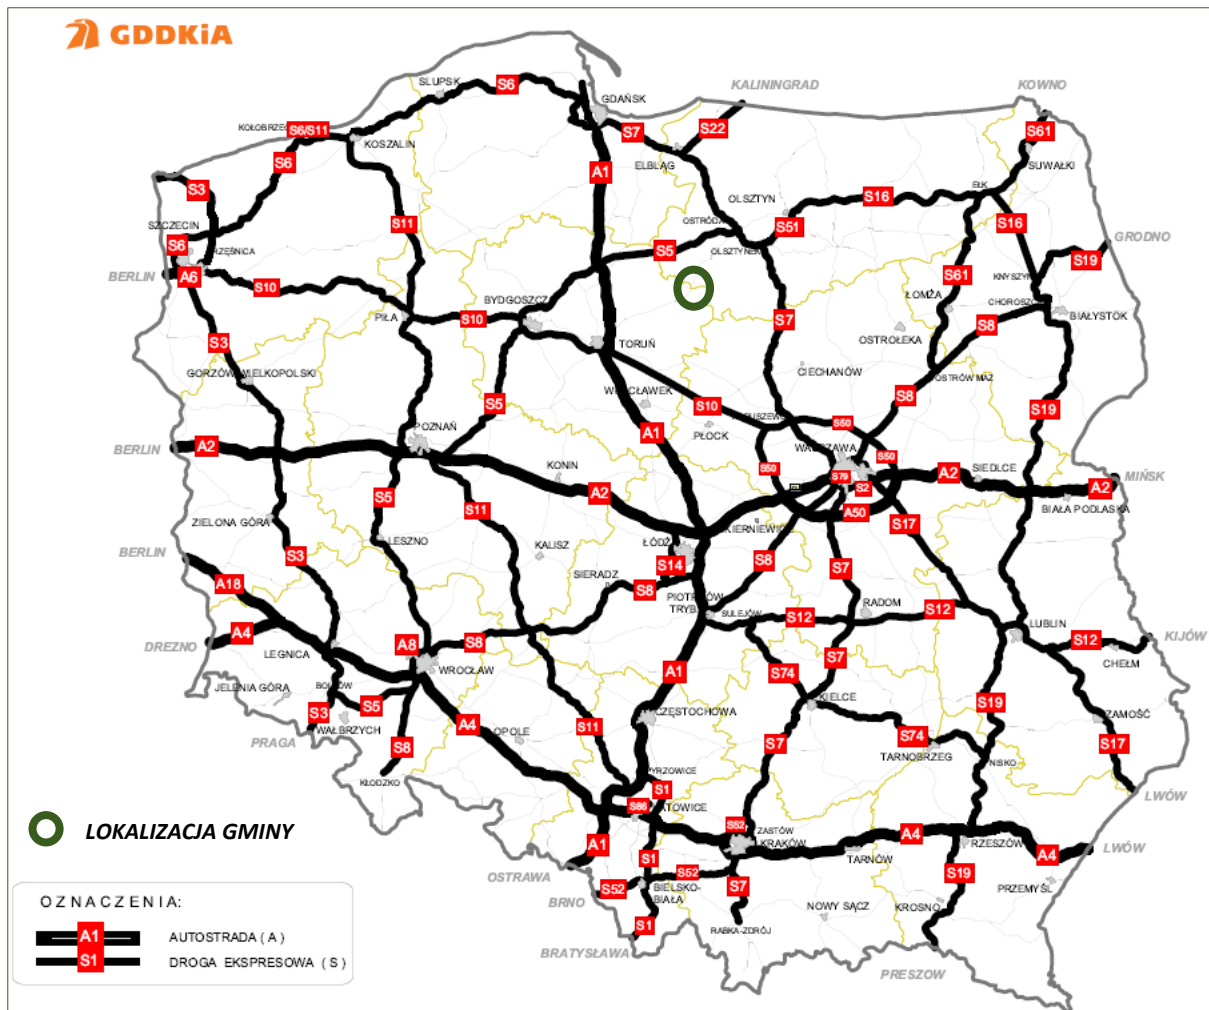 GDDKiA
KALININGRAD
KOWNO
SŁUPSK
S6
GDAŃSK
S22
S61
KOŁOBRZEG
S6/S11
KOSZALIN
S7
ELBLĄG
SUWAŁKI
S6
A1
EŁK
S3
OLSZTYN
S16
SZCZECIN
S11
OSTRÓDA
S51
S16
GRODNO
S6
RZĘŚNICA
S5
OLSZTYNEK
S19
BERLIN
A6
S10
S61
KNYSZYN
ŁOMŻA
CHOROSZCZ
BYDGOSZCZ
PIŁA
S10
S7
S8
BIAŁYSTOK
S3
TORUŃ
OSTROŁĘKA
GORZÓW WIELKOPOLSKI
CIECHANÓW
OSTRÓW MAZ
WŁOCŁAWEK
S5
S10
S8
S19
POZNAŃ
PŁOCK
S50
BERLIN
A2
A1
WARSZAWA
S50
KONIN
S50
S79
A2
SIEDLCE
MIŃSK
S5
A2
S2
A2
BIAŁA PODLASKA
S11
A50
ZIELONA GÓRA
S17
LESZNO
ŁÓDŹ
BERLIN
S3
KALISZ
S14
S8
S7
A18
SIERADZ
S8
PIOTRKÓW
TRYB.
SULEJÓW
RADOM
S12
S12
A4
DREZNO
LEGNICA
A8
S8
LUBLIN
S12
KIJÓW
WROCŁAW
A1
S74
S7
CHEŁM
JELENIA GÓRA
S5
KIELCE
S19
S3
WAŁBRZYCH
CZĘSTOCHOWA
ZAMOŚĆ
PRAGA
S8
A4
OPOLE
S11
S7
S74
S17
TARNOBRZEG
NISKO
KŁODZKO
S1
LWÓW
S86
KATOWICE
LOKALIZACJA GMINY
S52
ZASTÓW
A4
A1
KRAKÓW
RZESZÓW
LWÓW
S1
TARNÓW
A4
OSTRAWA
S52
S52
BIELSKO-
BIAŁA
S7
S19
PRZEMYŚL
BRNO
OZNACZENIA:
NOWY SĄCZ
KROSNO
A1
AUTOSTRADA ( A )
S1
RABKA-ZDRÓJ
S1
DROGA EKSPRESOWA ( S )
BRATYSŁAWA
PRESZOW